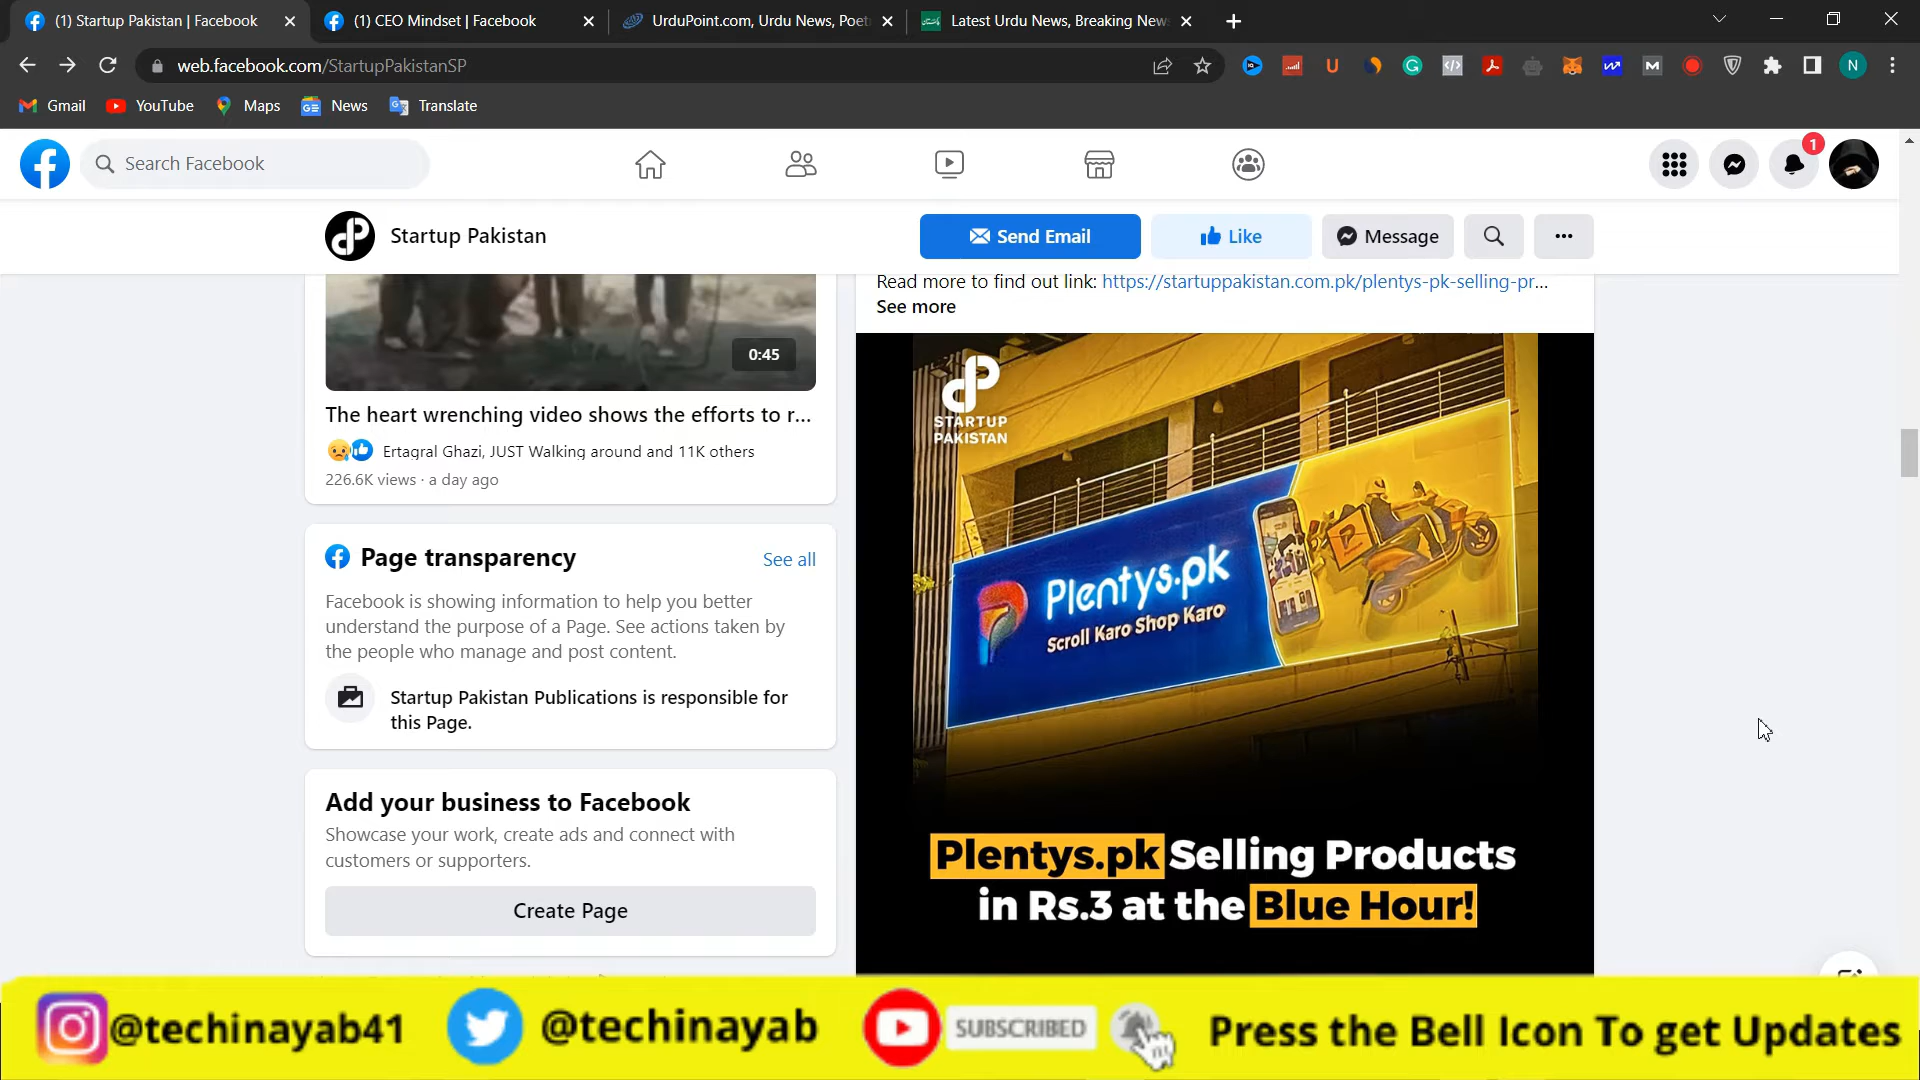 (1) Startup Pakistan | Facebook
(1) CEO Mindset | Facebook
UrduPoint.com, Urdu News, Poet
Latest Urdu News, Breaking New
web.facebook.com/StartupPakistanSP
N
Gmail
YouTube
Maps
News
Translate
Search Facebook
1
Startup Pakistan
Send Email
Like
Message
Read more to find out link: https://startuppakistan.com.pk/plentys-pk-selling-pr...
See more
0:45
The heart wrenching video shows the efforts to r...
Ertagral Ghazi, JUST Walking around and 11K others
226.6K views · a day ago
Page transparency
See all
Facebook is showing information to help you better
understand the purpose of a Page. See actions taken by
the people who manage and post content.
Startup Pakistan Publications is responsible for
this Page.
Add your business to Facebook
Showcase your work, create ads and connect with
customers or supporters.
Create Page
STARTUP
PAKISTAN
Plentys.pk
Scroll Karo Shop Karo
Plentys.pk Selling Products
in Rs.3 at the Blue Hour!
@techinayab41
@techinayab
SUBSCRIBED
Press the Bell Icon To get Updates